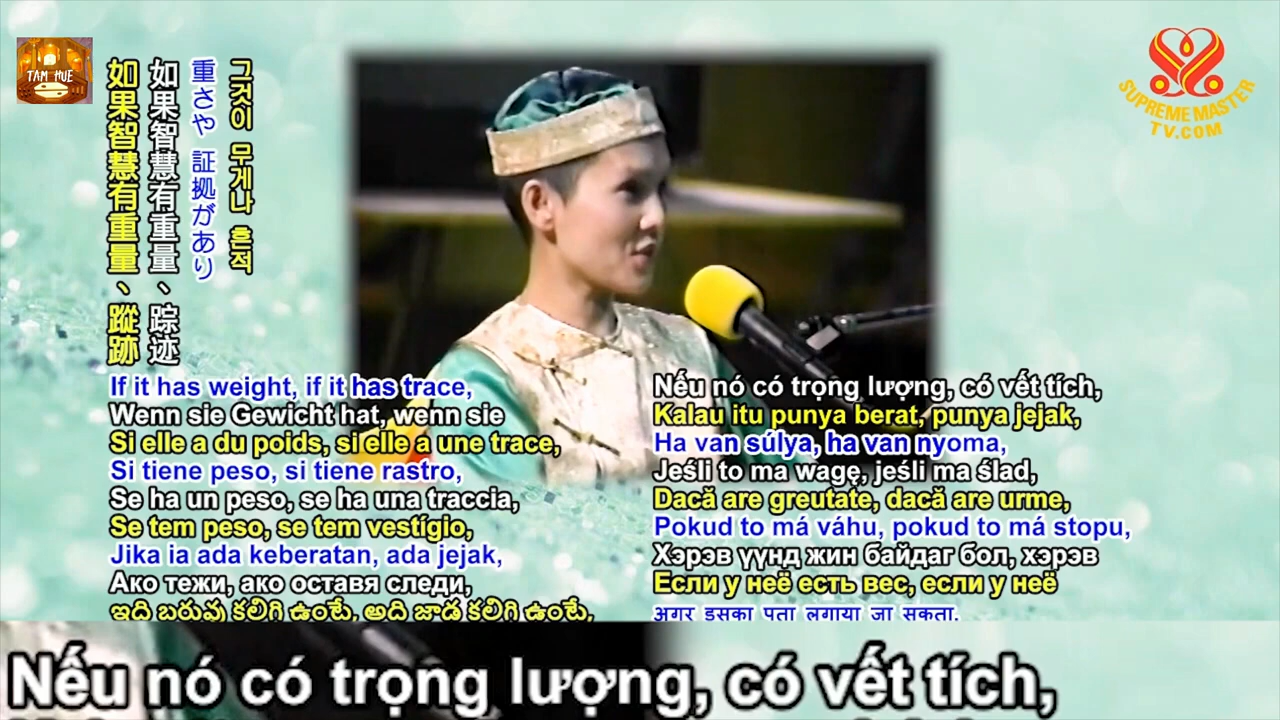 TAM HUE
SUPREME MASTER
TV.COM
如果智慧有重量、蹤跡
如果智慧有重量、踪迹
重さや 証拠があり
그것이 무게나 흔적
If it has weight, if it has trace,
Wenn sie Gewicht hat, wenn sie
Si elle a du poids, si elle a une trace,
Si tiene peso, si tiene rastro,
Se ha un peso, se ha una traccia,
Se tem peso, se tem vestígio,
Jika ia ada keberatan, ada jejak,
Ако тежи, ако оставя следи,
ఇది బరువు కలిగి ఉంటే, అది జాడ కలిగి ఉంటే,
Nếu nó có trọng lượng, có vết tích,
Kalau itu punya berat, punya jejak,
Ha van súlya, ha van nyoma,
Jeśli to ma wagę, jeśli ma ślad,
Dacă are greutate, dacă are urme,
Pokud to má váhu, pokud to má stopu,
Хэрэв үүнд жин байдаг бол, хэрэв
Если у неё есть вес, если у неё
अगर इसका पता लगाया जा सकता,
Nếu nó có trọng lượng, có vết tích,